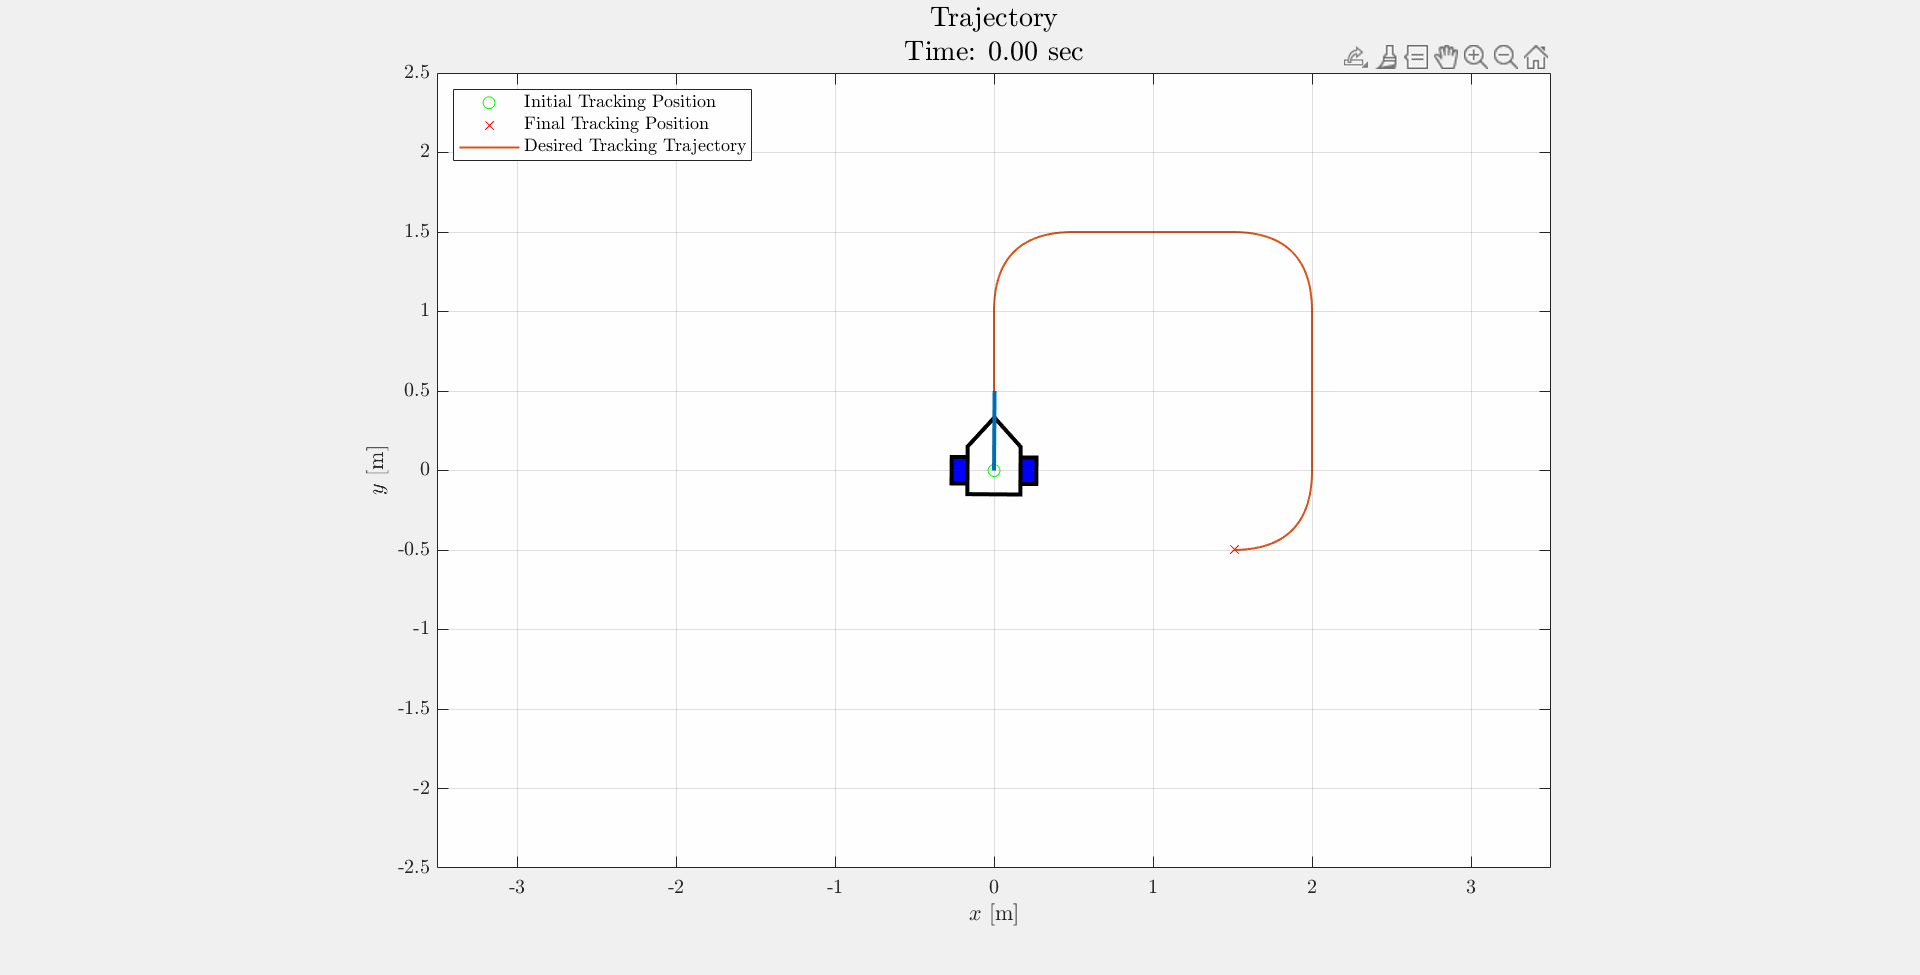 Trajectory
Time: 0.00 sec
Initial Tracking Position
Final Tracking Position
Desired Tracking Trajectory
2.5
2
1.5
1
0.5
0
-0.5
-1
-1.5
-2
-2.5
y [m]
-3 -2 -1 0 1 2 3
x [m]